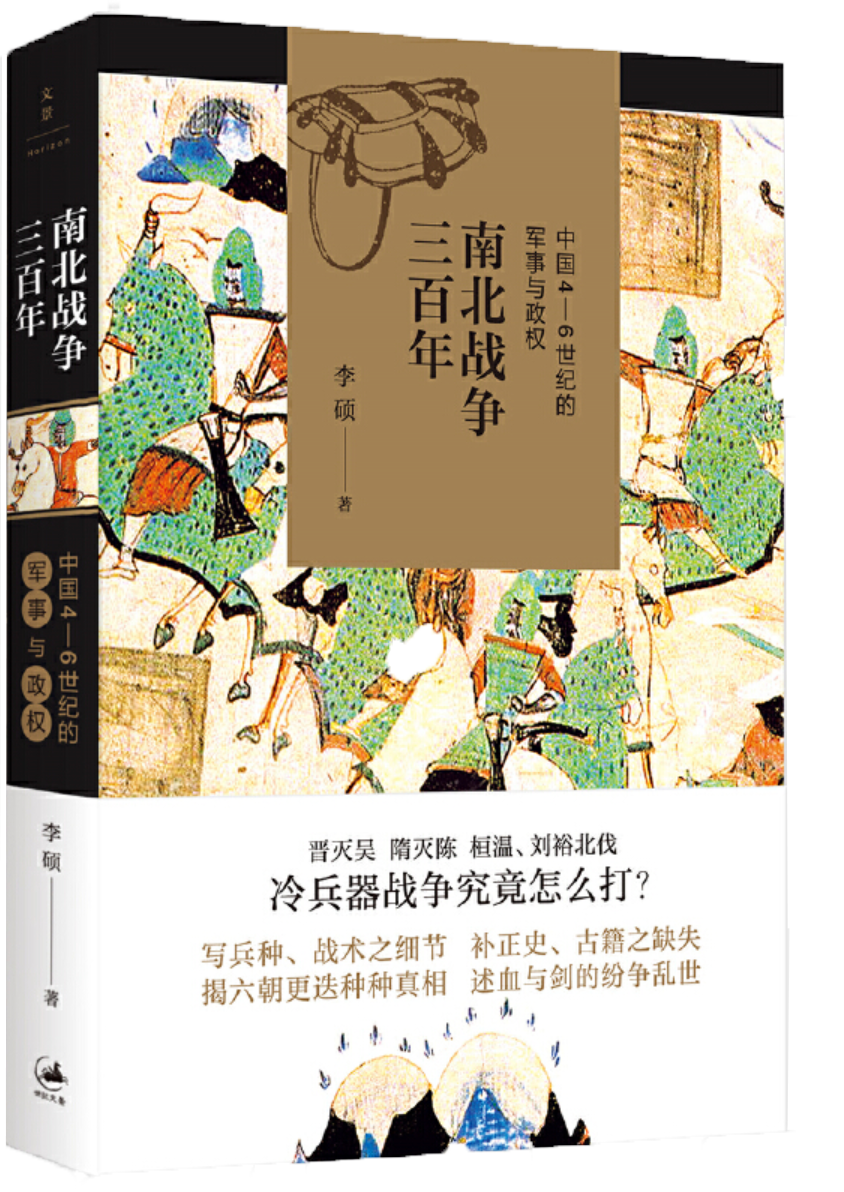 文景
Horizon
南北战争
三百年
中国4—6世纪的
军事与政权
李硕——著
世纪文景
中国4—6世纪的
军事与政权
南北战争
三百年
李硕——著
晋灭吴 隋灭陈 桓温、刘裕北伐
冷兵器战争究竟怎么打?
写兵种、战术之细节 补正史、古籍之缺失
揭六朝更迭种种真相 述血与剑的纷争乱世